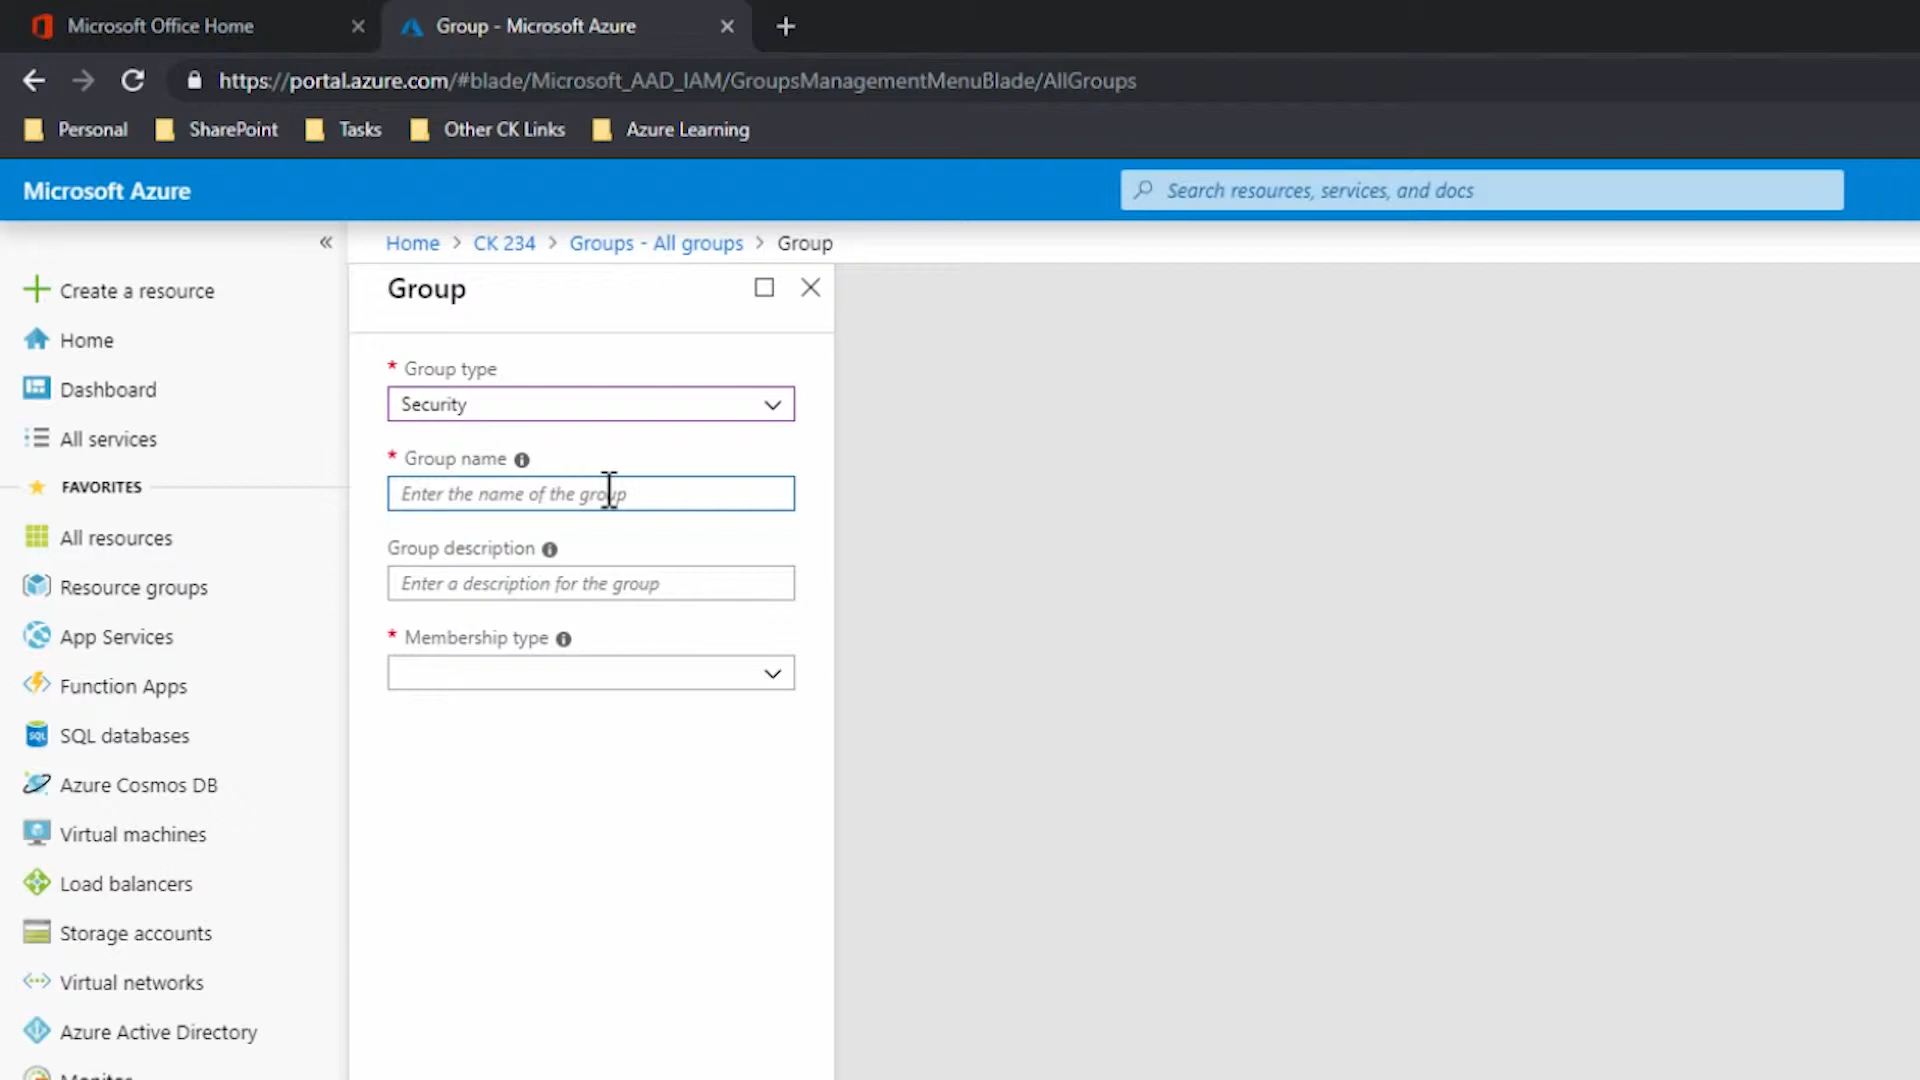 Microsoft Office Home
Group - Microsoft Azure
https://portal.azure.com/#blade/Microsoft_AAD_IAM/GroupsManagementMenuBlade/AllGroups
Personal SharePoint Tasks Other CK Links Azure Learning
Microsoft Azure
Search resources, services, and docs
Home > CK 234 > Groups - All groups > Group
Create a resource
Home
Dashboard
All services
FAVORITES
All resources
Resource groups
App Services
Function Apps
SQL databases
Azure Cosmos DB
Virtual machines
Load balancers
Storage accounts
Virtual networks
Azure Active Directory
Monitor
Group
* Group type
Security
* Group name
Enter the name of the group
Group description
Enter a description for the group
* Membership type